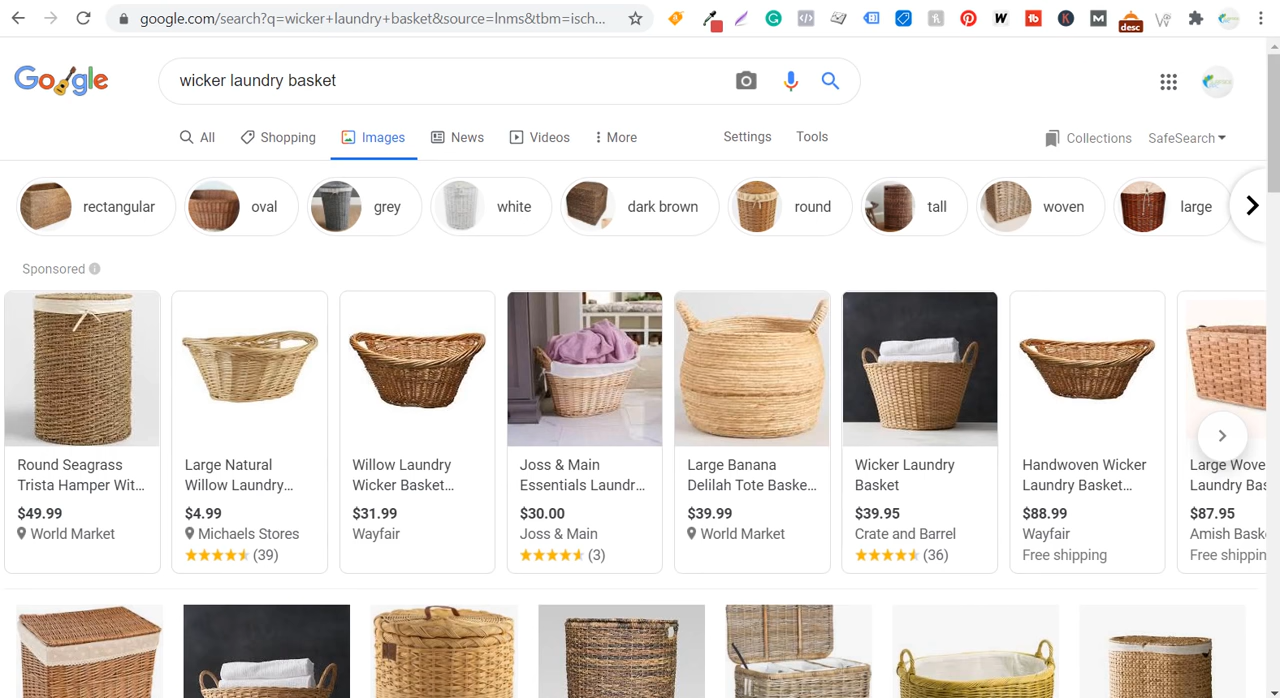 google.com/search?q=wicker+laundry+basket&source=lnms&tbm=isch...
desc
Google
wicker laundry basket
All
Shopping
Images
News
Videos
More
Settings
Tools
Collections
SafeSearch
rectangular
oval
grey
white
dark brown
round
tall
woven
large
Sponsored
Round Seagrass
Trista Hamper Wit...
$49.99
World Market
Large Natural
Willow Laundry...
$4.99
Michaels Stores
(39)
Willow Laundry
Wicker Basket...
$31.99
Wayfair
Joss & Main
Essentials Laundr...
$30.00
Joss & Main
(3)
Large Banana
Delilah Tote Baske...
$39.99
World Market
Wicker Laundry
Basket
$39.95
Crate and Barrel
(36)
Handwoven Wicker
Laundry Basket...
$88.99
Wayfair
Free shipping
Large Wove
Laundry Bas
$87.95
Amish Bask
Free shippin